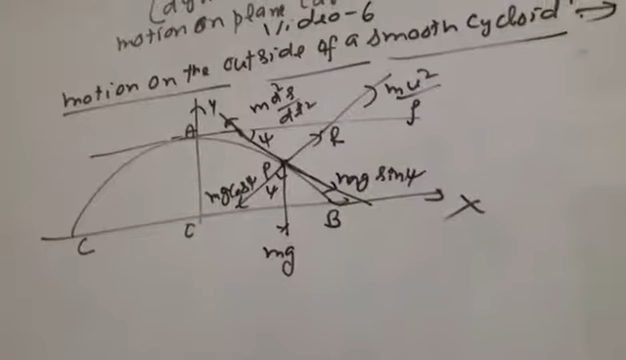 motion on plane
Video-6
motion on the outside of a smooth cycloid →
Y
m d²s/dt²
mu²/ρ
A
ψ
R
mg cosψ
P
ψ
mg sinψ
X
C
C
B
mg